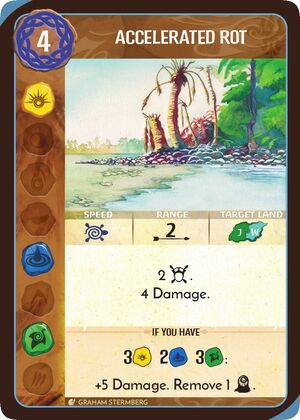 4 ACCELERATED ROT
SPEED RANGE TARGET LAND
2 J W
2 .
4 Damage.
IF YOU HAVE
3 2 3 :
+5 Damage. Remove 1 .
GRAHAM STERMBERG